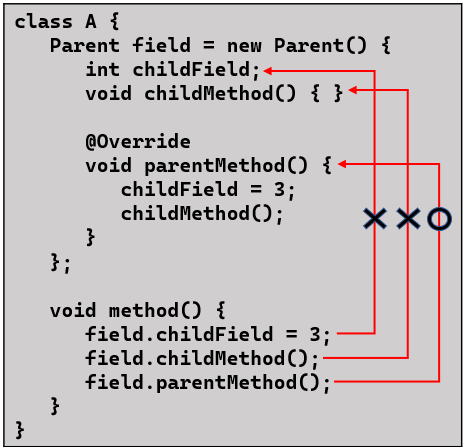 class A {
Parent field = new Parent() {
int childField;
void childMethod() { }
@Override
void parentMethod() {
childField = 3;
childMethod();
}
};
void method() {
field.childField = 3;
field.childMethod();
field.parentMethod();
}
}